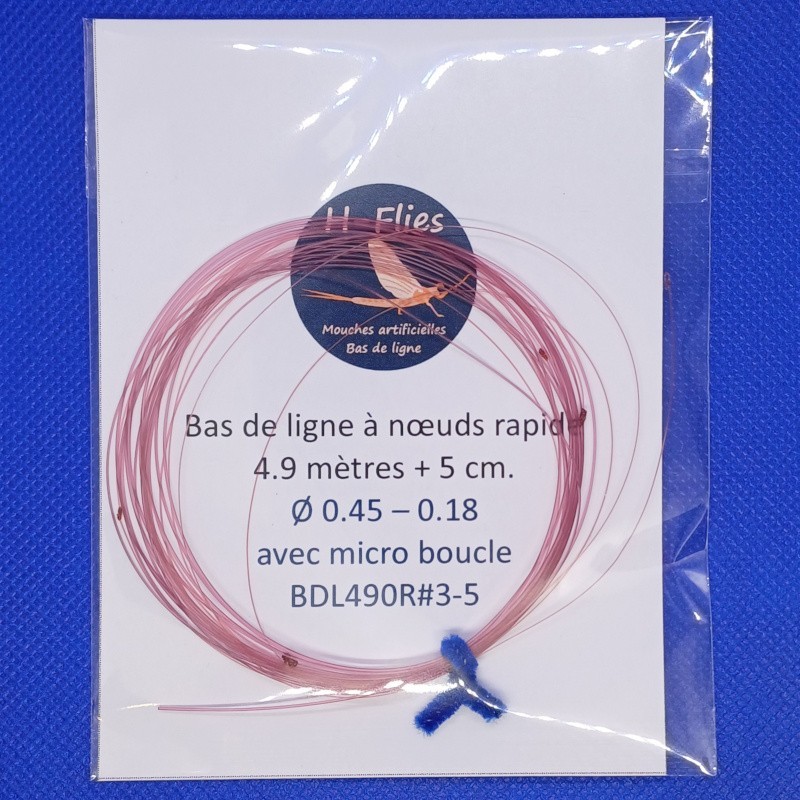 H Flies
Mouches artificielles
Bas de ligne
Bas de ligne à nœuds rapide
4.9 mètres + 5 cm.
Ø 0.45 – 0.18
avec micro boucle
BDL490R#3-5